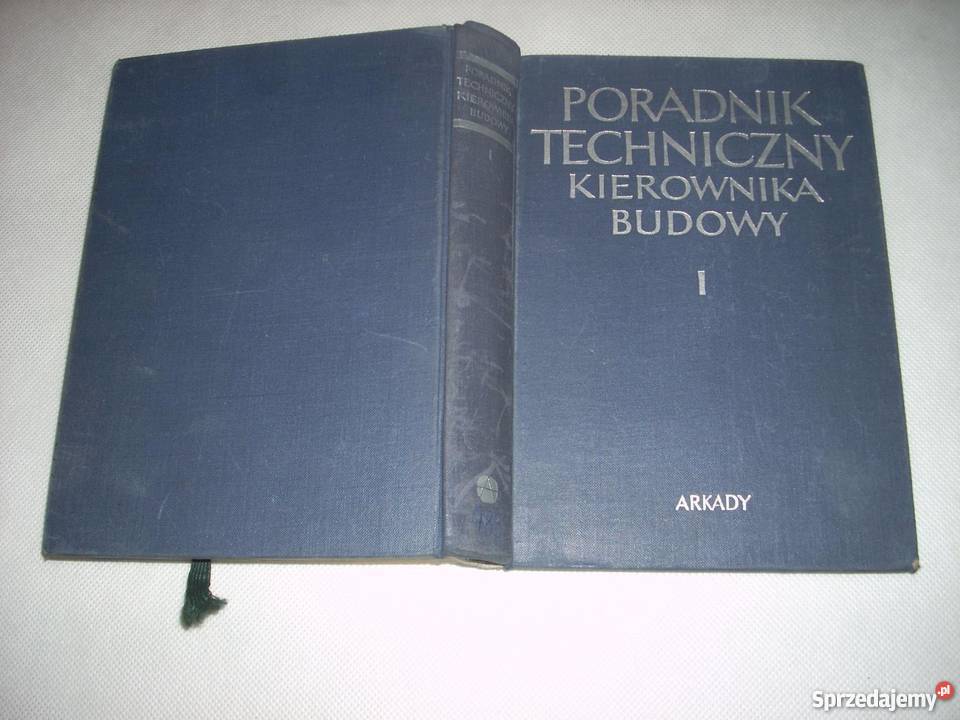 PORADNIK
TECHNICZNY
KIEROWNIKA
BUDOWY
I
A
PORADNIK
TECHNICZNY
KIEROWNIKA
BUDOWY
I
ARKADY
Sprzedajemy.pl